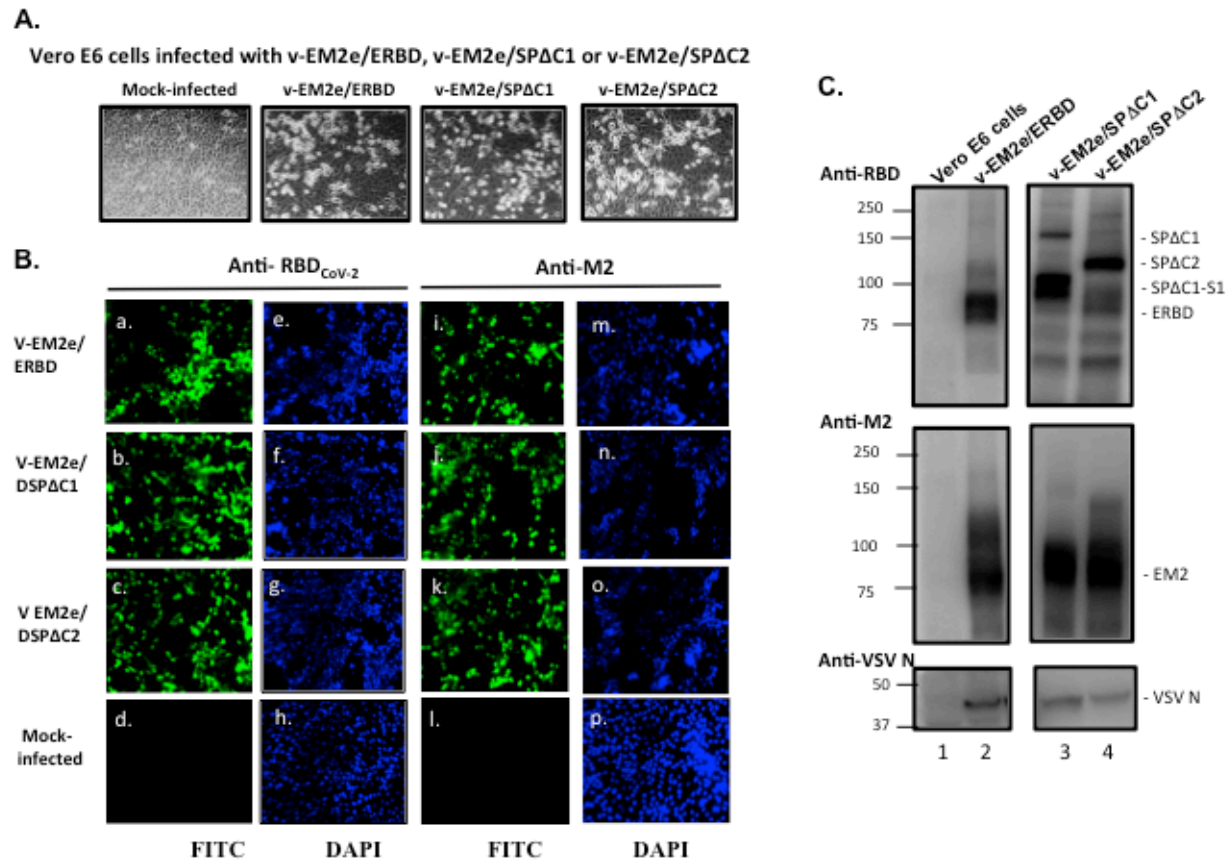 A.
Vero E6 cells infected with v-EM2e/ERBD, v-EM2e/SPΔC1 or v-EM2e/SPΔC2
Mock-infected v-EM2e/ERBD v-EM2e/SPΔC1 v-EM2e/SPΔC2
B.
Anti- RBDCoV-2 Anti-M2
V-EM2e/
ERBD
a. e. i. m.
V-EM2e/
DSPΔC1
b. f. j. n.
V EM2e/
DSPΔC2
c. g. k. o.
Mock-
infected
d. h. l. p.
FITC DAPI FITC DAPI
C.
Vero E6 cells
v-EM2e/ERBD
v-EM2e/SPΔC1
v-EM2e/SPΔC2
Anti-RBD
250
150
100
75
- SPΔC1
- SPΔC2
- SPΔC1-S1
- ERBD
Anti-M2
250
150
100
75
- EM2
Anti-VSV N
50
37
- VSV N
1 2 3 4